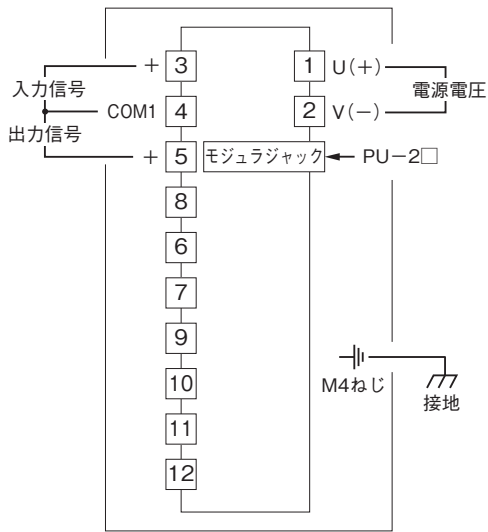 + 3
入力信号
COM1 4
出力信号
+ 5
8
6
7
9
10
11
12
1 U(+)
電源電圧
2 V(−)
モジュラジャック PU−2□
M4ねじ
接地